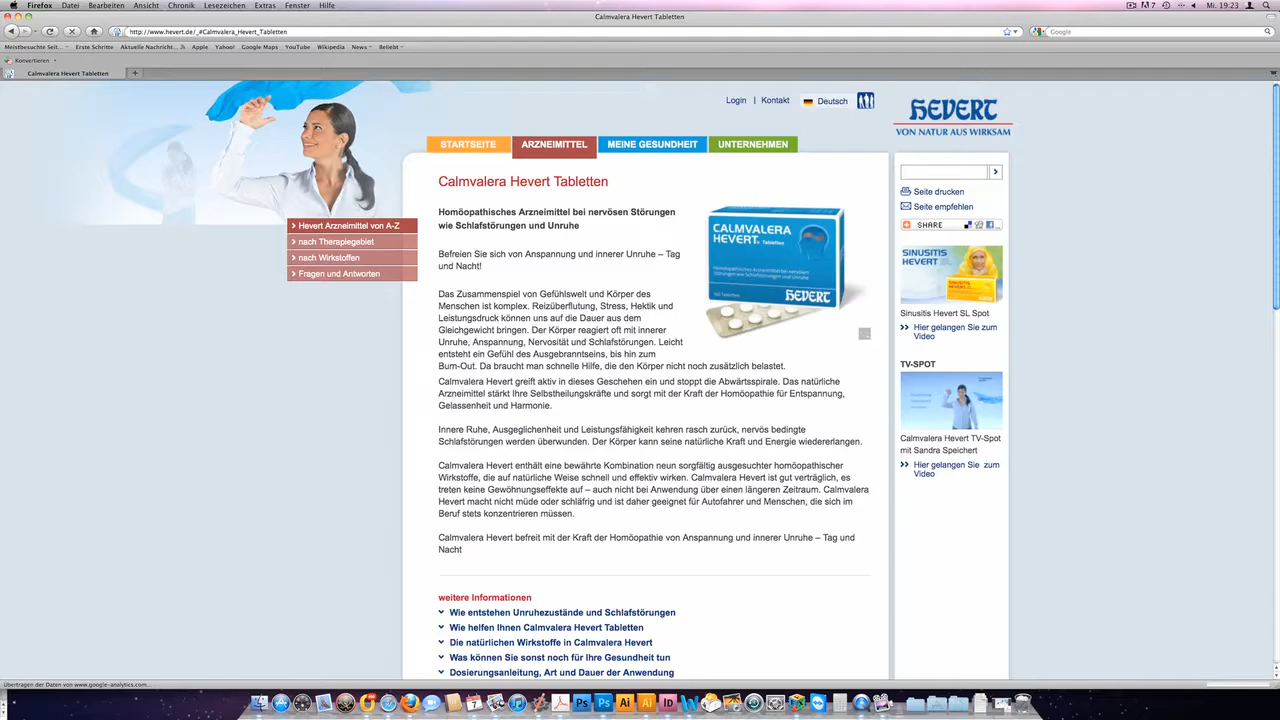 Firefox Datei Bearbeiten Ansicht Chronik Lesezeichen Extras Fenster Hilfe
7 Mi. 19:23
Calmvalera Hevert Tabletten
http://www.hevert.de/_#Calmvalera_Hevert_Tabletten
Google
Meistbesuchte Seit... Erste Schritte Aktuelle Nachricht... Apple Yahoo! Google Maps YouTube Wikipedia News Beliebt
Konvertieren
Calmvalera Hevert Tabletten
Login | Kontakt Deutsch
HEVERT
VON NATUR AUS WIRKSAM
STARTSEITE ARZNEIMITTEL MEINE GESUNDHEIT UNTERNEHMEN
Hevert Arzneimittel von A-Z
nach Therapiegebiet
nach Wirkstoffen
Fragen und Antworten
Calmvalera Hevert Tabletten
Homöopathisches Arzneimittel bei nervösen Störungen
wie Schlafstörungen und Unruhe
Befreien Sie sich von Anspannung und innerer Unruhe – Tag
und Nacht!
Das Zusammenspiel von Gefühlswelt und Körper des
Menschen ist komplex. Reizüberflutung, Stress, Hektik und
Leistungsdruck können uns auf die Dauer aus dem
Gleichgewicht bringen. Der Körper reagiert oft mit innerer
Unruhe, Anspannung, Nervosität und Schlafstörungen. Leicht
entsteht ein Gefühl des Ausgebranntseins, bis hin zum
Burn-Out. Da braucht man schnelle Hilfe, die den Körper nicht noch zusätzlich belastet.
Calmvalera Hevert greift aktiv in dieses Geschehen ein und stoppt die Abwärtsspirale. Das natürliche
Arzneimittel stärkt Ihre Selbstheilungskräfte und sorgt mit der Kraft der Homöopathie für Entspannung,
Gelassenheit und Harmonie.
Innere Ruhe, Ausgeglichenheit und Leistungsfähigkeit kehren rasch zurück, nervös bedingte
Schlafstörungen werden überwunden. Der Körper kann seine natürliche Kraft und Energie wiedererlangen.
Calmvalera Hevert enthält eine bewährte Kombination neun sorgfältig ausgesuchter homöopathischer
Wirkstoffe, die auf natürliche Weise schnell und effektiv wirken. Calmvalera Hevert ist gut verträglich, es
treten keine Gewöhnungseffekte auf – auch nicht bei Anwendung über einen längeren Zeitraum. Calmvalera
Hevert macht nicht müde oder schläfrig und ist daher geeignet für Autofahrer und Menschen, die sich im
Beruf stets konzentrieren müssen.
Calmvalera Hevert befreit mit der Kraft der Homöopathie von Anspannung und innerer Unruhe – Tag und
Nacht
weitere Informationen
Wie entstehen Unruhezustände und Schlafstörungen
Wie helfen Ihnen Calmvalera Hevert Tabletten
Die natürlichen Wirkstoffe in Calmvalera Hevert
Was können Sie sonst noch für Ihre Gesundheit tun
Dosierungsanleitung, Art und Dauer der Anwendung
CALMVALERA
HEVERT Tabletten
Homöopathisches Arzneimittel bei nervösen
Störungen wie Schlafstörungen und Unruhe
HEVERT
Seite drucken
Seite empfehlen
SHARE
SINUSITIS
HEVERT SL
Sinusitis Hevert SL Spot
Hier gelangen Sie zum
Video
TV-SPOT
Calmvalera Hevert TV-Spot
mit Sandra Speichert
Hier gelangen Sie zum
Video
Übertragen der Daten von www.google-analytics.com...
Ps Ps Ai Ai Id